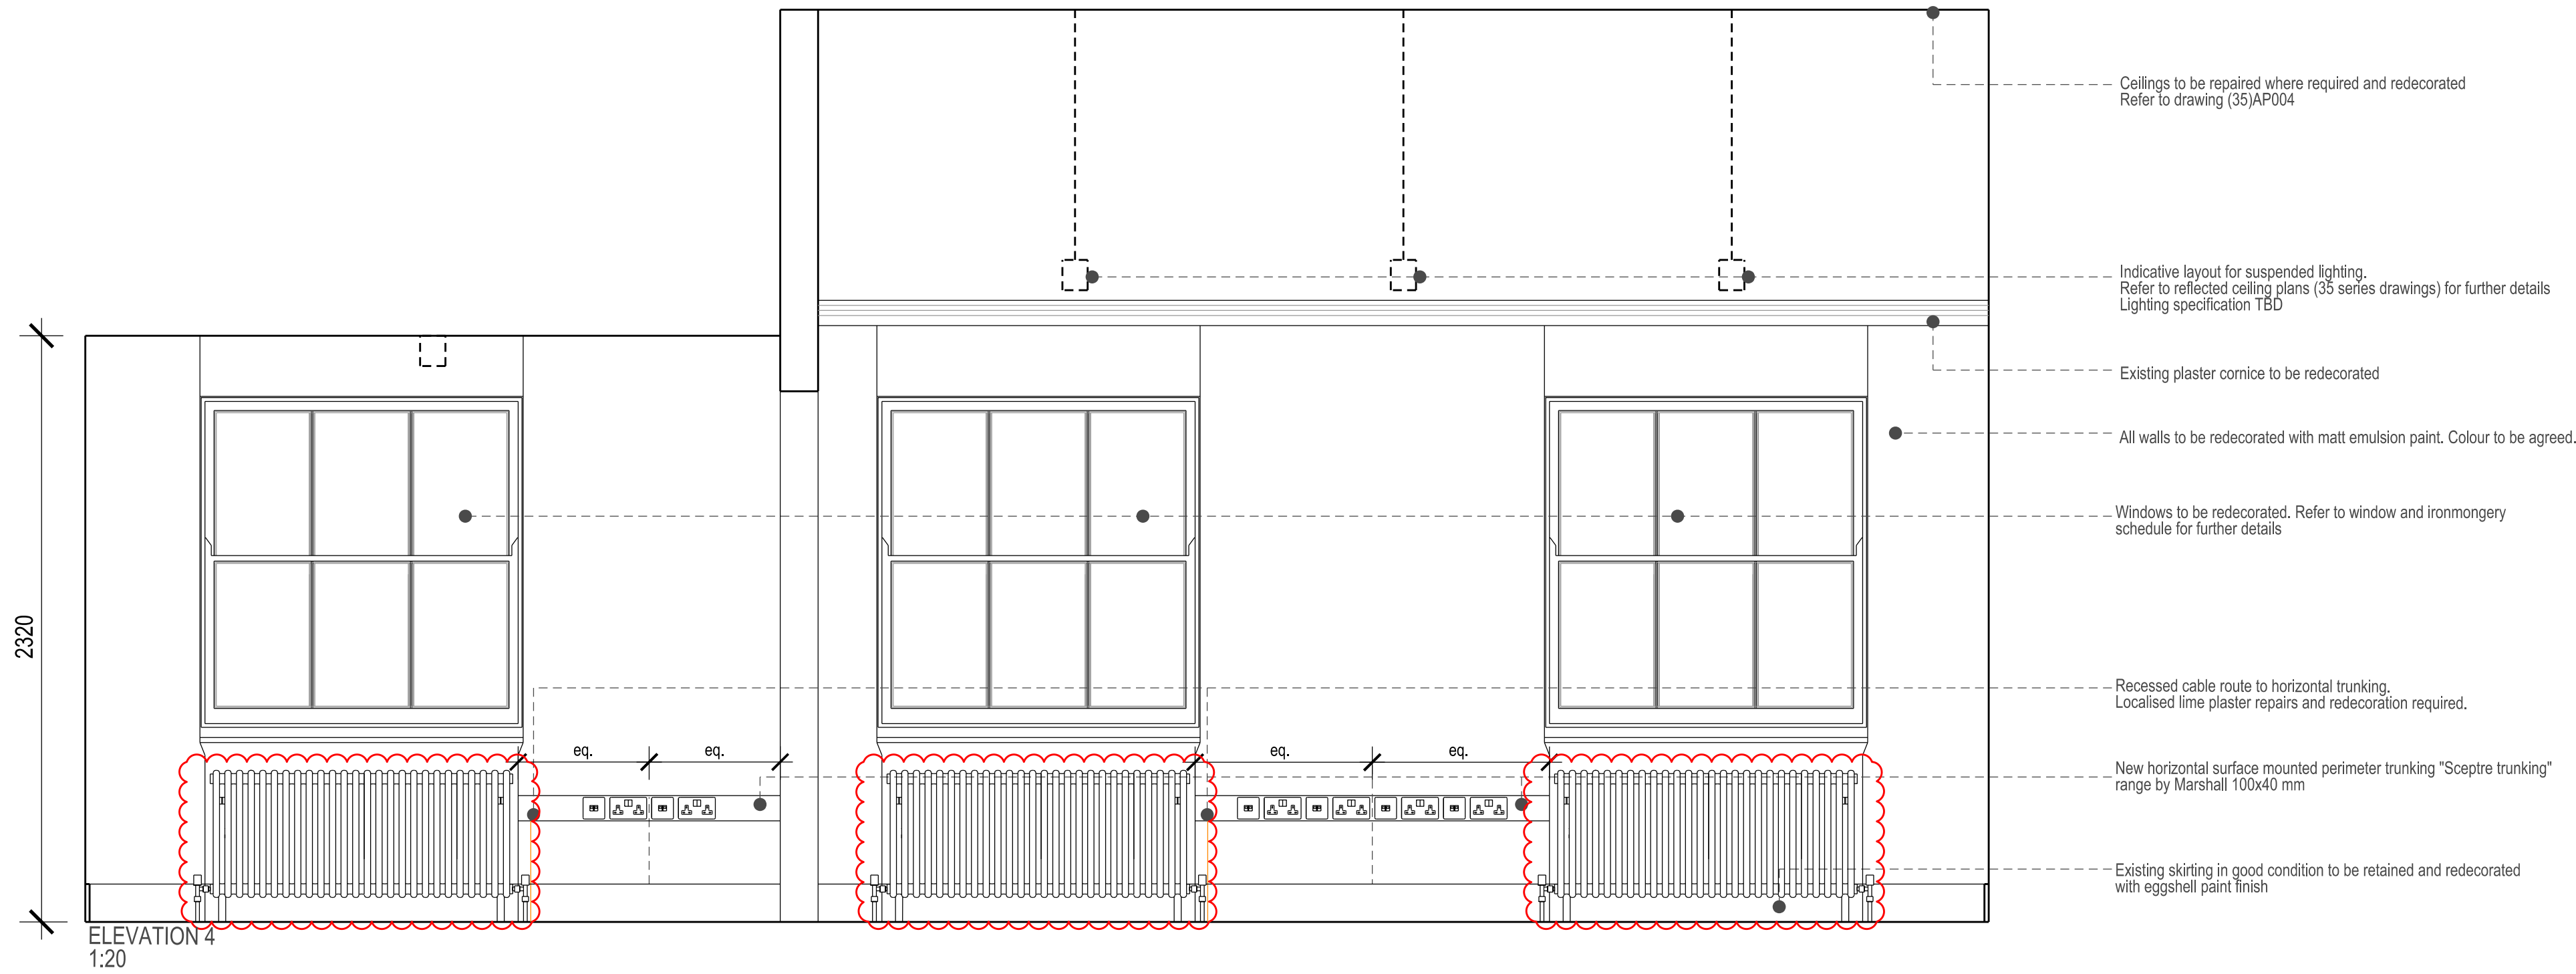 Ceilings to be repaired where required and redecorated
Refer to drawing (35)AP004
Indicative layout for suspended lighting.
Refer to reflected ceiling plans (35 series drawings) for further details
Lighting specification TBD
Existing plaster cornice to be redecorated
All walls to be redecorated with matt emulsion paint. Colour to be agreed.
Windows to be redecorated. Refer to window and ironmongery
schedule for further details
2320
Recessed cable route to horizontal trunking.
Localised lime plaster repairs and redecoration required.
eq.
eq.
eq.
eq.
New horizontal surface mounted perimeter trunking "Sceptre trunking"
range by Marshall 100x40 mm
Existing skirting in good condition to be retained and redecorated
with eggshell paint finish
ELEVATION 4
1:20